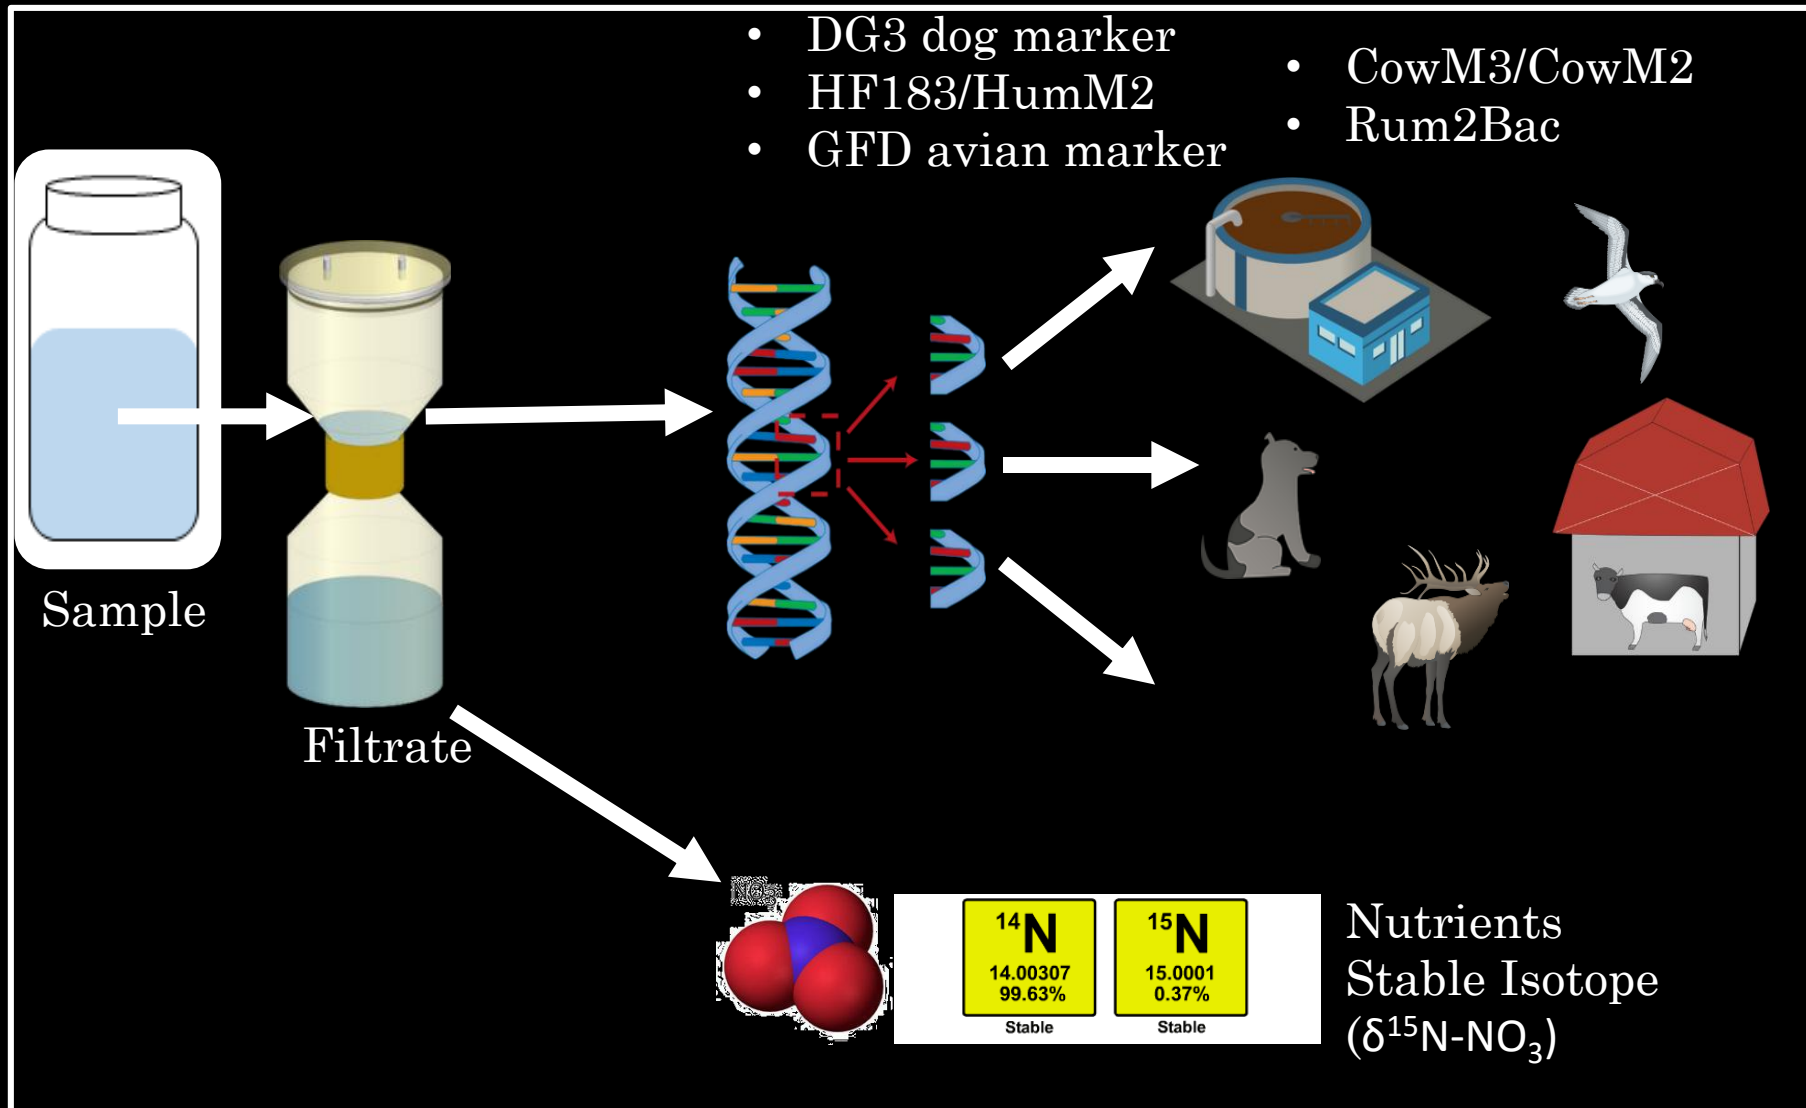 • DG3 dog marker
• HF183/HumM2
• GFD avian marker
• CowM3/CowM2
• Rum2Bac
Sample
Filtrate
¹⁴N
14.00307
99.63%
Stable
¹⁵N
15.0001
0.37%
Stable
Nutrients
Stable Isotope
(δ¹⁵N-NO₃)